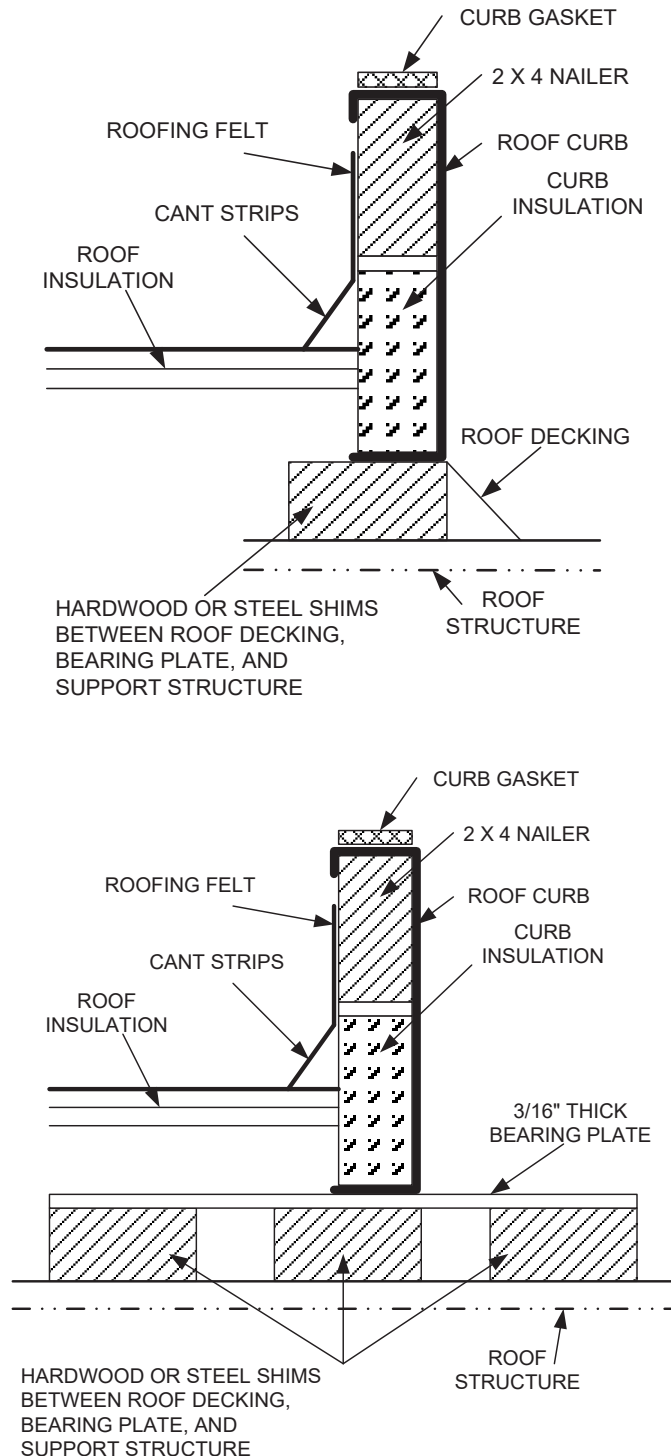 CURB GASKET
2 X 4 NAILER
ROOFING FELT
ROOF CURB
CURB
INSULATION
CANT STRIPS
ROOF
INSULATION
ROOF DECKING
HARDWOOD OR STEEL SHIMS
BETWEEN ROOF DECKING,
BEARING PLATE, AND
SUPPORT STRUCTURE
ROOF
STRUCTURE
CURB GASKET
2 X 4 NAILER
ROOFING FELT
ROOF CURB
CURB
INSULATION
CANT STRIPS
ROOF
INSULATION
3/16" THICK
BEARING PLATE
HARDWOOD OR STEEL SHIMS
BETWEEN ROOF DECKING,
BEARING PLATE, AND
SUPPORT STRUCTURE
ROOF
STRUCTURE